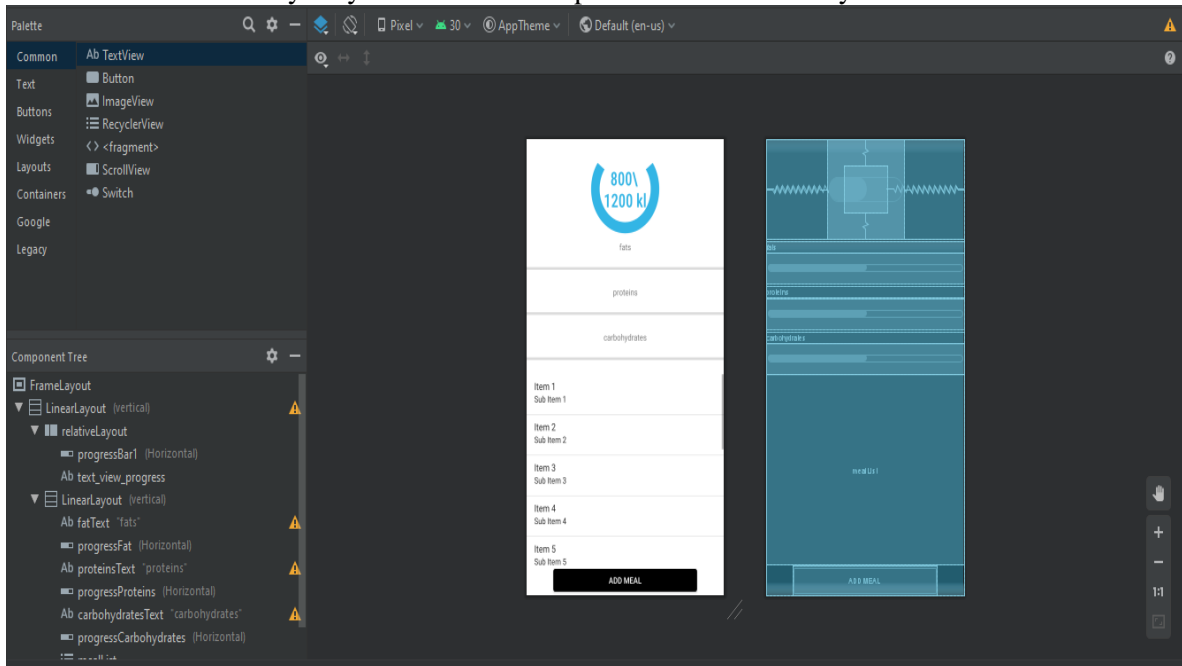 Palette
Pixel
30
AppTheme
Default (en-us)
Common
Text
Buttons
Widgets
Layouts
Containers
Google
Legacy
Ab TextView
Button
ImageView
RecyclerView
<fragment>
ScrollView
Switch
Component Tree
FrameLayout
LinearLayout (vertical)
relativeLayout
progressBar1 (Horizontal)
Ab text_view_progress
LinearLayout (vertical)
Ab fatText "fats"
progressFat (Horizontal)
Ab proteinsText "proteins"
progressProteins (Horizontal)
Ab carbohydratesText "carbohydrates"
progressCarbohydrates (Horizontal)
800\
1200 kl
fats
proteins
carbohydrates
Item 1
Sub Item 1
Item 2
Sub Item 2
Item 3
Sub Item 3
Item 4
Sub Item 4
Item 5
Sub Item 5
ADD MEAL
fats
proteins
carbohydrates
mealList
ADD MEAL
1:1